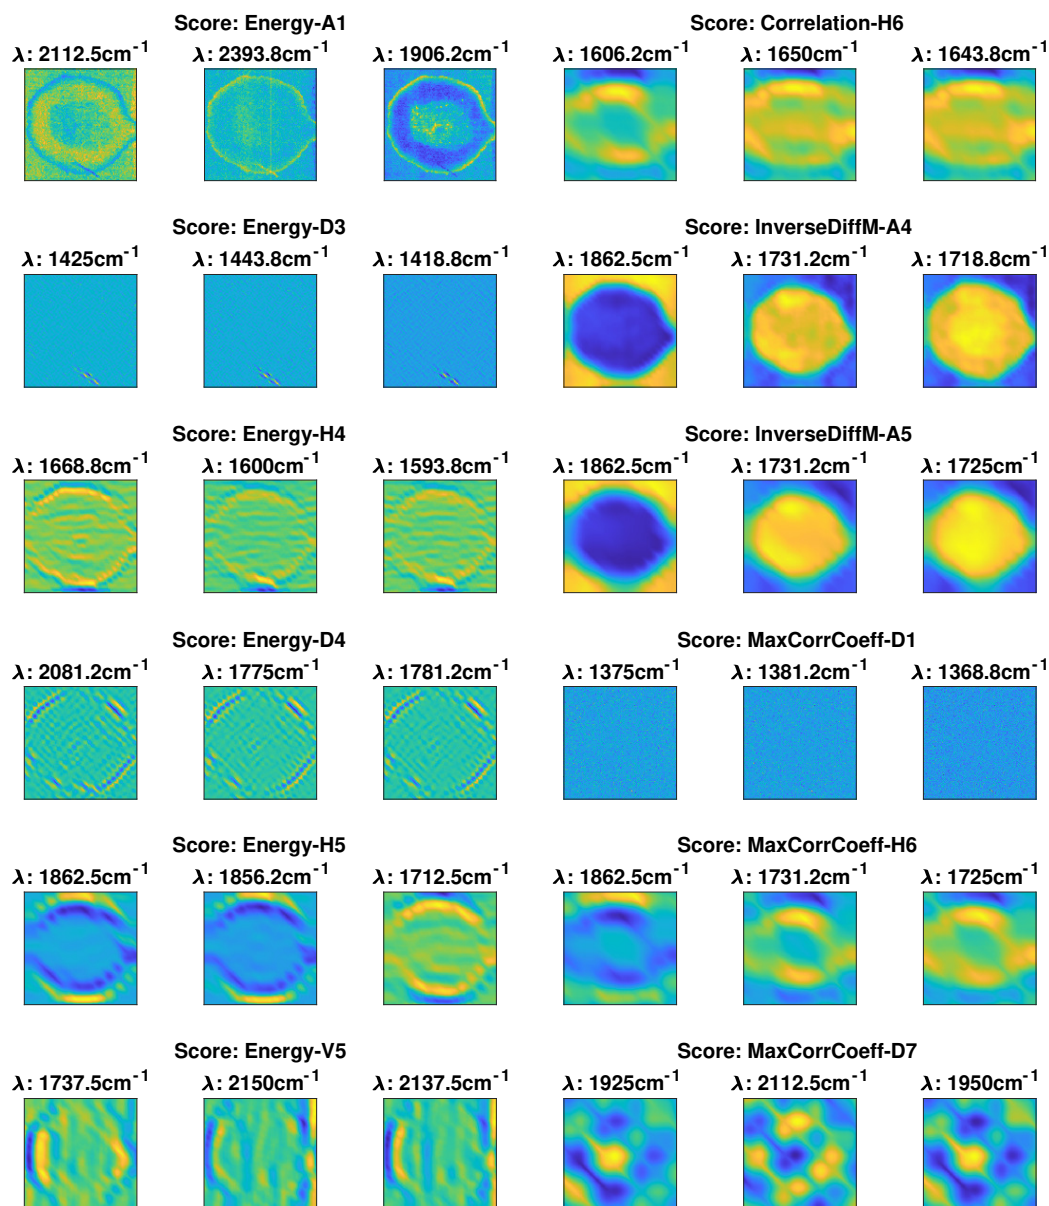 Score: Energy-A1
λ: 2112.5cm⁻¹ λ: 2393.8cm⁻¹ λ: 1906.2cm⁻¹
Score: Correlation-H6
λ: 1606.2cm⁻¹ λ: 1650cm⁻¹ λ: 1643.8cm⁻¹
Score: Energy-D3
λ: 1425cm⁻¹ λ: 1443.8cm⁻¹ λ: 1418.8cm⁻¹
Score: InverseDiffM-A4
λ: 1862.5cm⁻¹ λ: 1731.2cm⁻¹ λ: 1718.8cm⁻¹
Score: Energy-H4
λ: 1668.8cm⁻¹ λ: 1600cm⁻¹ λ: 1593.8cm⁻¹
Score: InverseDiffM-A5
λ: 1862.5cm⁻¹ λ: 1731.2cm⁻¹ λ: 1725cm⁻¹
Score: Energy-D4
λ: 2081.2cm⁻¹ λ: 1775cm⁻¹ λ: 1781.2cm⁻¹
Score: MaxCorrCoeff-D1
λ: 1375cm⁻¹ λ: 1381.2cm⁻¹ λ: 1368.8cm⁻¹
Score: Energy-H5
λ: 1862.5cm⁻¹ λ: 1856.2cm⁻¹ λ: 1712.5cm⁻¹
Score: MaxCorrCoeff-H6
λ: 1862.5cm⁻¹ λ: 1731.2cm⁻¹ λ: 1725cm⁻¹
Score: Energy-V5
λ: 1737.5cm⁻¹ λ: 2150cm⁻¹ λ: 2137.5cm⁻¹
Score: MaxCorrCoeff-D7
λ: 1925cm⁻¹ λ: 2112.5cm⁻¹ λ: 1950cm⁻¹